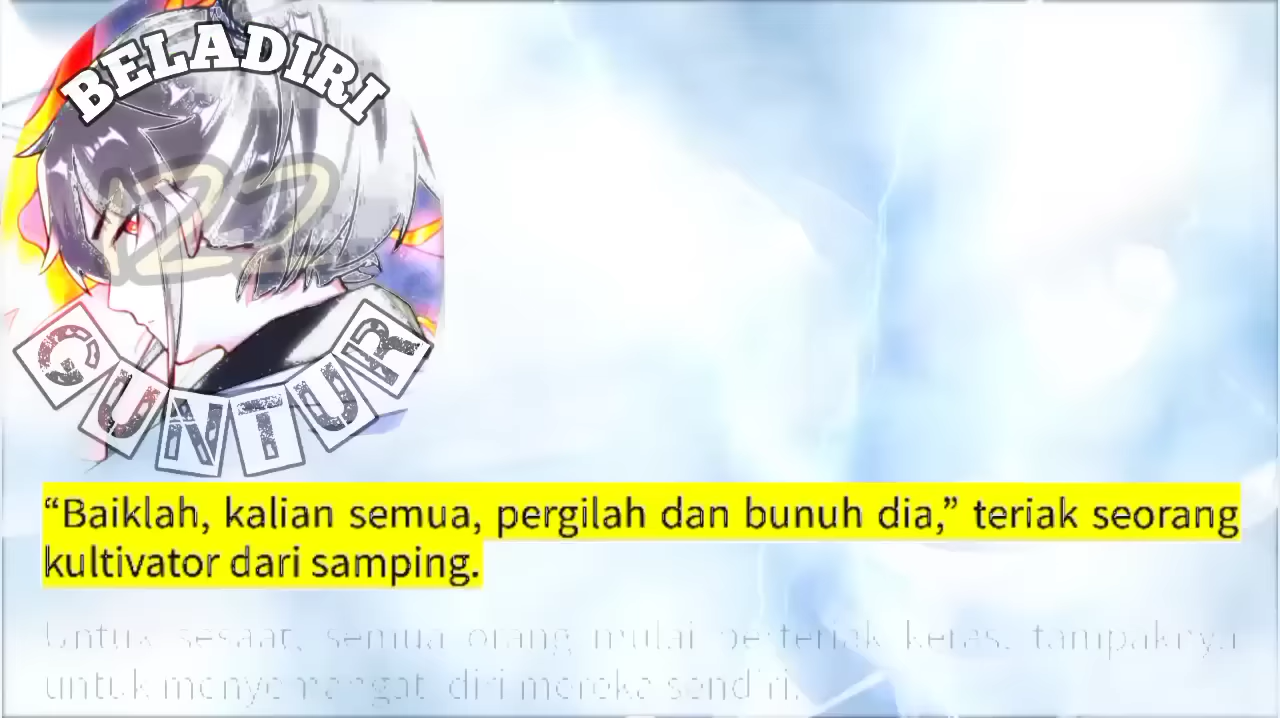 BELADIRI
122
GUNTUR
“Baiklah, kalian semua, pergilah dan bunuh dia,” teriak seorang
kultivator dari samping.
Untuk sesaat, semua orang mulai berteriak keras, tampaknya
untuk menyemangati diri mereka sendiri.